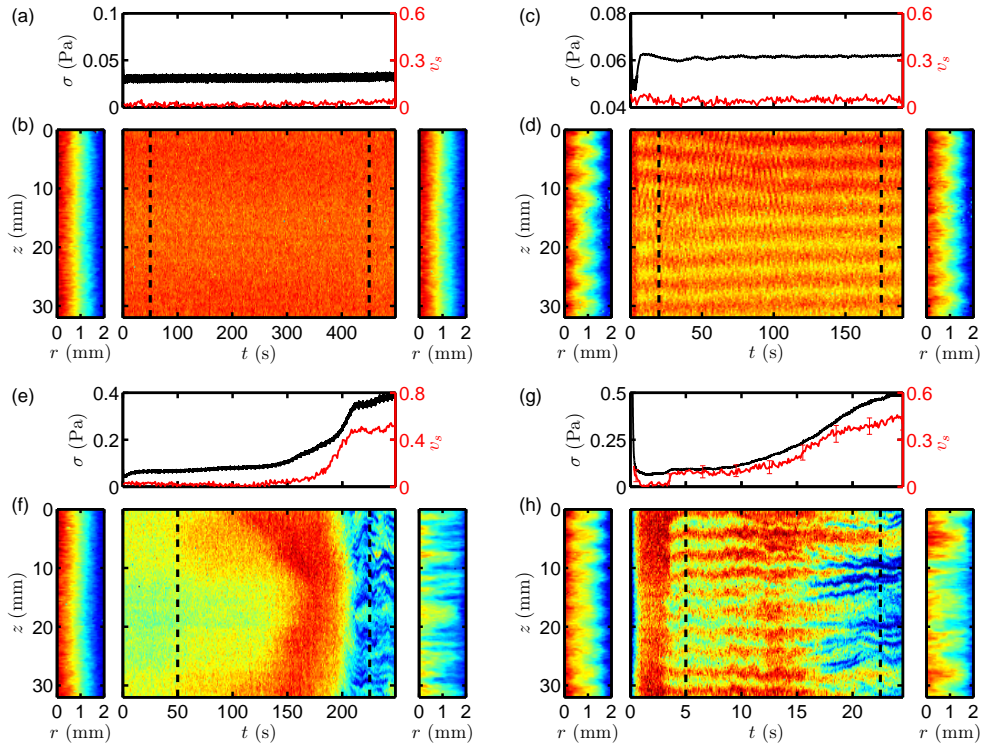 (a)
0.1
0.05
0
σ (Pa)
0.6
0.3
0
v_s
(b)
0
10
20
30
z (mm)
0 1 2
r (mm)
0 100 200 300 400
t (s)
0 1 2
r (mm)
(c)
0.08
0.06
0.04
σ (Pa)
0.6
0.3
0
v_s
(d)
0
10
20
30
z (mm)
0 1 2
r (mm)
0 50 100 150
t (s)
0 1 2
r (mm)
(e)
0.4
0.2
0
σ (Pa)
0.8
0.4
0
v_s
(f)
0
10
20
30
z (mm)
0 1 2
r (mm)
0 50 100 150 200
t (s)
0 1 2
r (mm)
(g)
0.5
0.25
0
σ (Pa)
0.6
0.3
0
v_s
(h)
0
10
20
30
z (mm)
0 1 2
r (mm)
0 5 10 15 20
t (s)
0 1 2
r (mm)